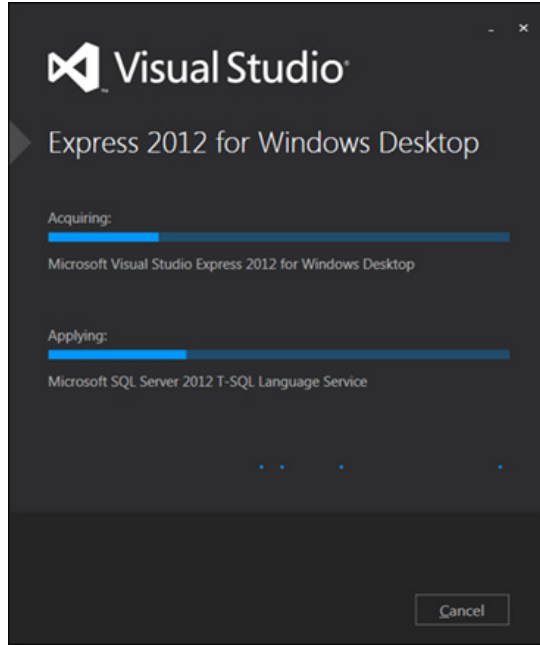 Visual Studio
Express 2012 for Windows Desktop
Acquiring:
Microsoft Visual Studio Express 2012 for Windows Desktop
Applying:
Microsoft SQL Server 2012 T-SQL Language Service
Cancel